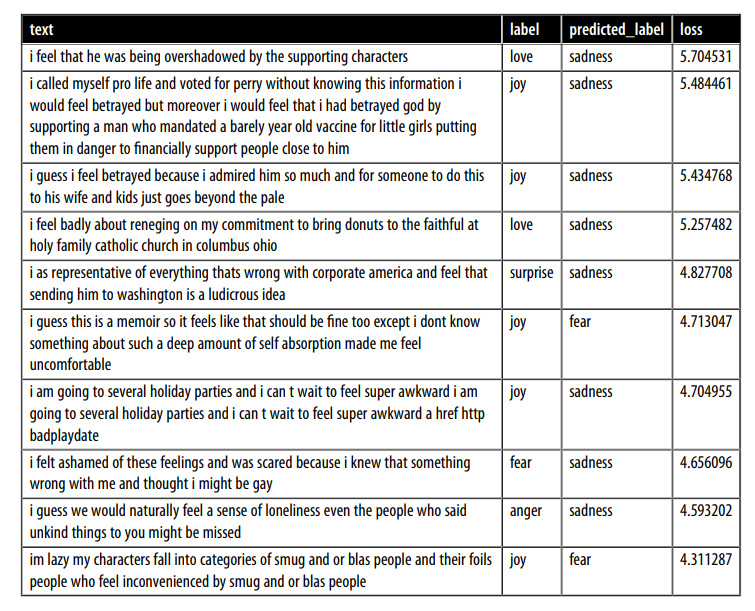 text label predicted_label loss
i feel that he was being overshadowed by the supporting characters love sadness 5.704531
i called myself pro life and voted for perry without knowing this information i joy sadness 5.484461
would feel betrayed but moreover i would feel that i had betrayed god by
supporting a man who mandated a barely year old vaccine for little girls putting
them in danger to financially support people close to him
i guess i feel betrayed because i admired him so much and for someone to do this joy sadness 5.434768
to his wife and kids just goes beyond the pale
i feel badly about reneging on my commitment to bring donuts to the faithful at love sadness 5.257482
holy family catholic church in columbus ohio
i as representative of everything thats wrong with corporate america and feel that surprise sadness 4.827708
sending him to washington is a ludicrous idea
i guess this is a memoir so it feels like that should be fine too except i dont know joy fear 4.713047
something about such a deep amount of self absorption made me feel
uncomfortable
i am going to several holiday parties and i can t wait to feel super awkward i am joy sadness 4.704955
going to several holiday parties and i can t wait to feel super awkward a href http
badplaydate
i felt ashamed of these feelings and was scared because i knew that something fear sadness 4.656096
wrong with me and thought i might be gay
i guess we would naturally feel a sense of loneliness even the people who said anger sadness 4.593202
unkind things to you might be missed
im lazy my characters fall into categories of smug and or blas people and their foils joy fear 4.311287
people who feel inconvenienced by smug and or blas people